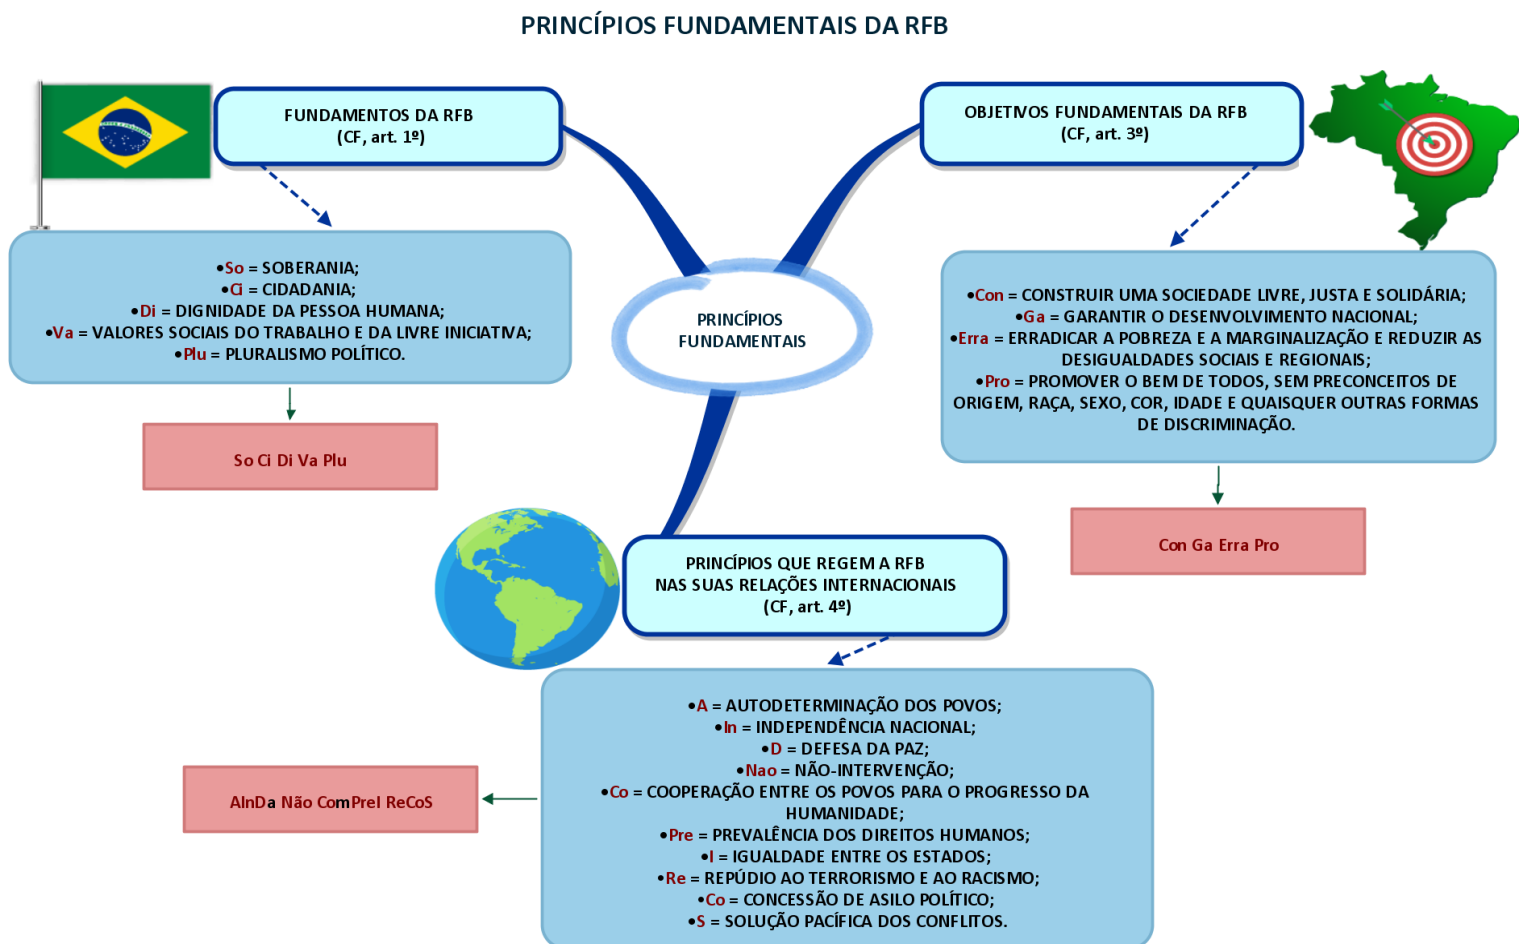 PRINCÍPIOS FUNDAMENTAIS DA RFB
FUNDAMENTOS DA RFB
(CF, art. 1º)
•So = SOBERANIA;
•Ci = CIDADANIA;
•Di = DIGNIDADE DA PESSOA HUMANA;
•Va = VALORES SOCIAIS DO TRABALHO E DA LIVRE INICIATIVA;
•Plu = PLURALISMO POLÍTICO.
So Ci Di Va Plu
OBJETIVOS FUNDAMENTAIS DA RFB
(CF, art. 3º)
•Con = CONSTRUIR UMA SOCIEDADE LIVRE, JUSTA E SOLIDÁRIA;
•Ga = GARANTIR O DESENVOLVIMENTO NACIONAL;
•Erra = ERRADICAR A POBREZA E A MARGINALIZAÇÃO E REDUZIR AS
DESIGUALDADES SOCIAIS E REGIONAIS;
•Pro = PROMOVER O BEM DE TODOS, SEM PRECONCEITOS DE
ORIGEM, RAÇA, SEXO, COR, IDADE E QUAISQUER OUTRAS FORMAS
DE DISCRIMINAÇÃO.
Con Ga Erra Pro
PRINCÍPIOS
FUNDAMENTAIS
PRINCÍPIOS QUE REGEM A RFB
NAS SUAS RELAÇÕES INTERNACIONAIS
(CF, art. 4º)
•A = AUTODETERMINAÇÃO DOS POVOS;
•In = INDEPENDÊNCIA NACIONAL;
•D = DEFESA DA PAZ;
•Nao = NÃO-INTERVENÇÃO;
•Co = COOPERAÇÃO ENTRE OS POVOS PARA O PROGRESSO DA
HUMANIDADE;
•Pre = PREVALÊNCIA DOS DIREITOS HUMANOS;
•I = IGUALDADE ENTRE OS ESTADOS;
•Re = REPÚDIO AO TERRORISMO E AO RACISMO;
•Co = CONCESSÃO DE ASILO POLÍTICO;
•S = SOLUÇÃO PACÍFICA DOS CONFLITOS.
AInDa Não ComPreI ReCoS